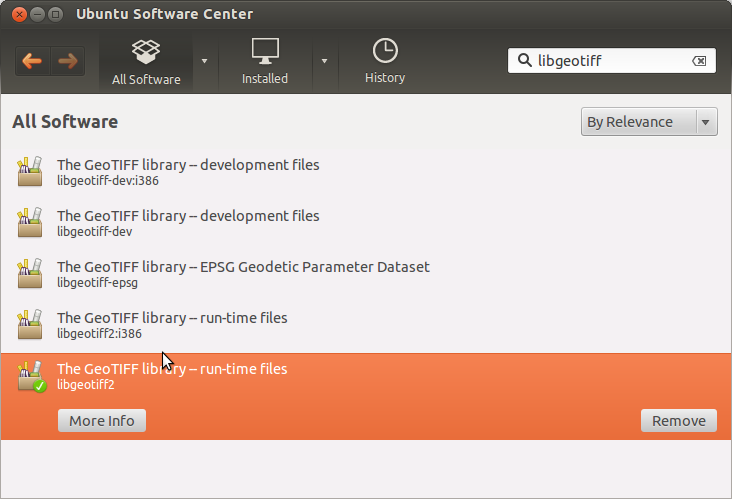 Ubuntu Software Center
All Software
Installed
History
libgeotiff
All Software
By Relevance
The GeoTIFF library -- development files
libgeotiff-dev:i386
The GeoTIFF library -- development files
libgeotiff-dev
The GeoTIFF library -- EPSG Geodetic Parameter Dataset
libgeotiff-epsg
The GeoTIFF library -- run-time files
libgeotiff2:i386
The GeoTIFF library -- run-time files
libgeotiff2
More Info
Remove